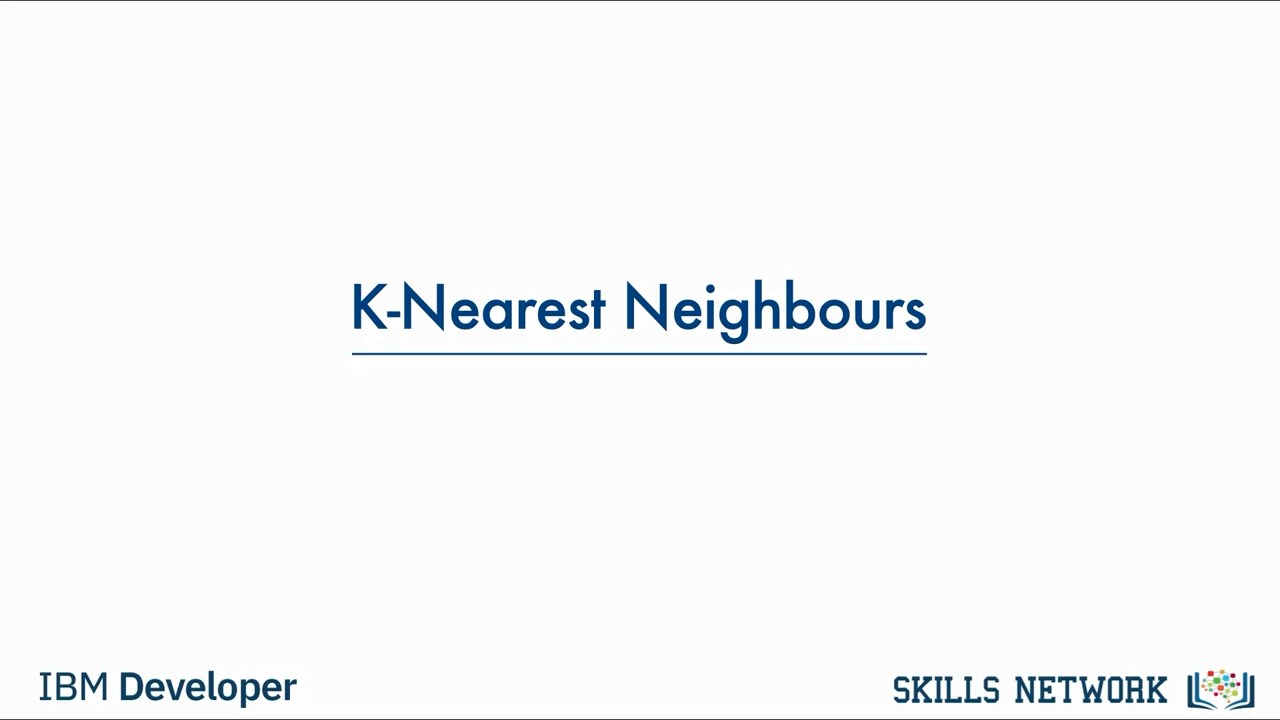 K-Nearest Neighbours
IBM Developer
SKILLS NETWORK